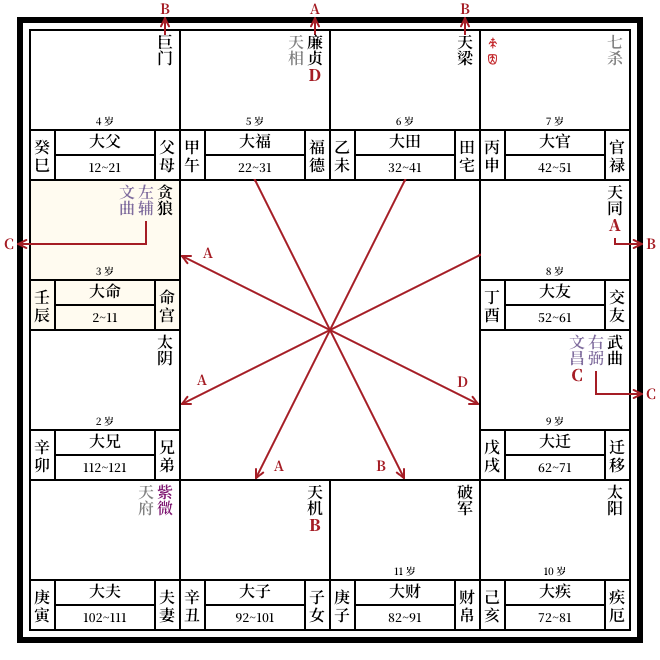 B
A
B
巨门
天相
廉贞
D
天梁
七杀
4 岁
5 岁
6 岁
7 岁
癸巳
大父
12~21
父母
甲午
大福
22~31
福德
乙未
大田
32~41
田宅
丙申
大官
42~51
官禄
文曲
左辅
贪狼
C
A
天同
A
B
3 岁
8 岁
壬辰
大命
2~11
命宫
丁酉
大友
52~61
交友
太阴
文昌
C
右弼
武曲
A
D
C
2 岁
9 岁
辛卯
大兄
112~121
兄弟
戊戌
大迁
62~71
迁移
A
B
天府
紫微
天机
B
破军
太阳
11 岁
10 岁
庚寅
大夫
102~111
夫妻
辛丑
大子
92~101
子女
庚子
大财
82~91
财帛
己亥
大疾
72~81
疾厄